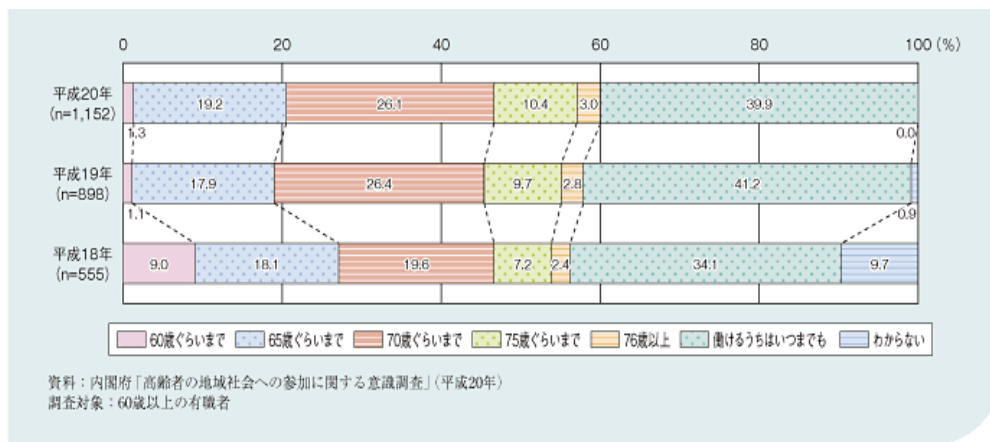 0 20 40 60 80 100(%)
平成20年
(n=1,152)
19.2 26.1 10.4 3.0 39.9
1.3 0.0
平成19年
(n=898)
17.9 26.4 9.7 2.8 41.2
1.1 0.9
平成18年
(n=555)
9.0 18.1 19.6 7.2 2.4 34.1 9.7
60歳ぐらいまで 65歳ぐらいまで 70歳ぐらいまで 75歳ぐらいまで 76歳以上 働けるうちはいつまでも わからない
資料：内閣府「高齢者の地域社会への参加に関する意識調査」（平成20年）
調査対象：60歳以上の有職者